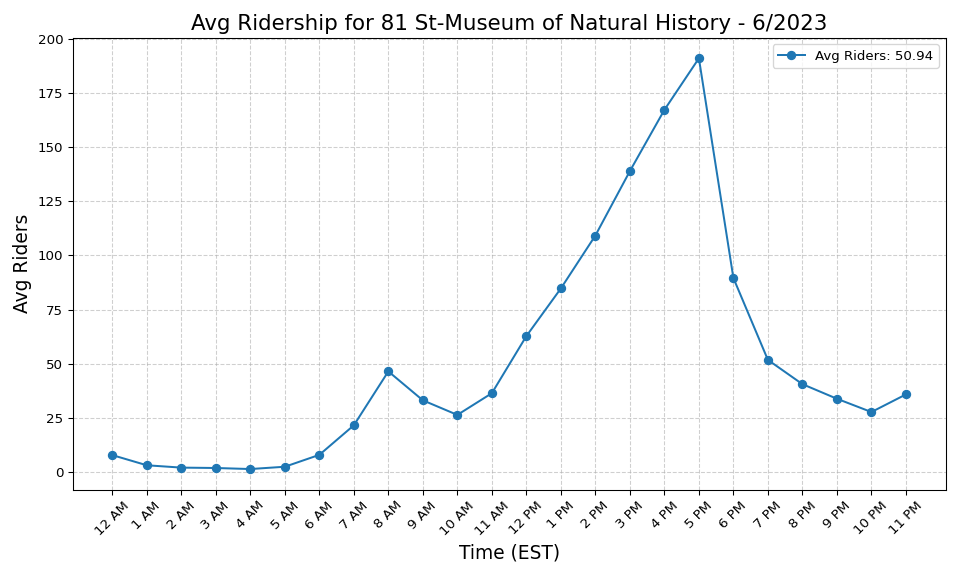 Avg Ridership for 81 St-Museum of Natural History - 6/2023
Avg Riders: 50.94
Avg Riders
200
175
150
125
100
75
50
25
0
12 AM
1 AM
2 AM
3 AM
4 AM
5 AM
6 AM
7 AM
8 AM
9 AM
10 AM
11 AM
12 PM
1 PM
2 PM
3 PM
4 PM
5 PM
6 PM
7 PM
8 PM
9 PM
10 PM
11 PM
Time (EST)